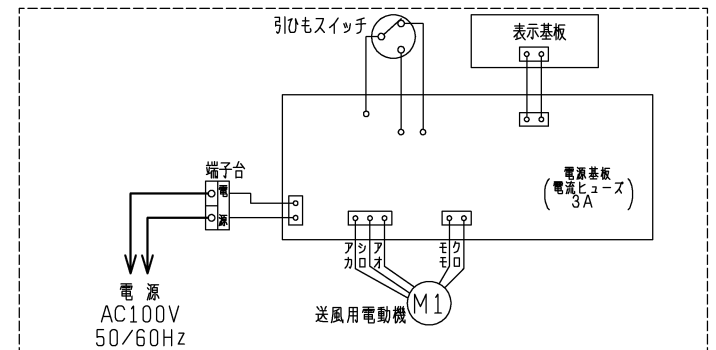 引ひもスイッチ
表示基板
端子台
電
源
電源基板
(電流ヒューズ)
3A
アカ
シロ
アオ
モモ
クロ
電源
AC100V
50/60Hz
送風用電動機
M1